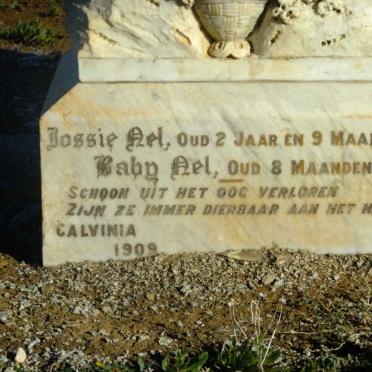 Jossie Nel, OUD 2 JAAR EN 9 MAA
Baby Nel, OUD 8 MAANDEN
SCHOON UIT HET OOG VERLOREN
ZIJN ZE IMMER DIERBAAR AAN HET H
CALVINIA
1909